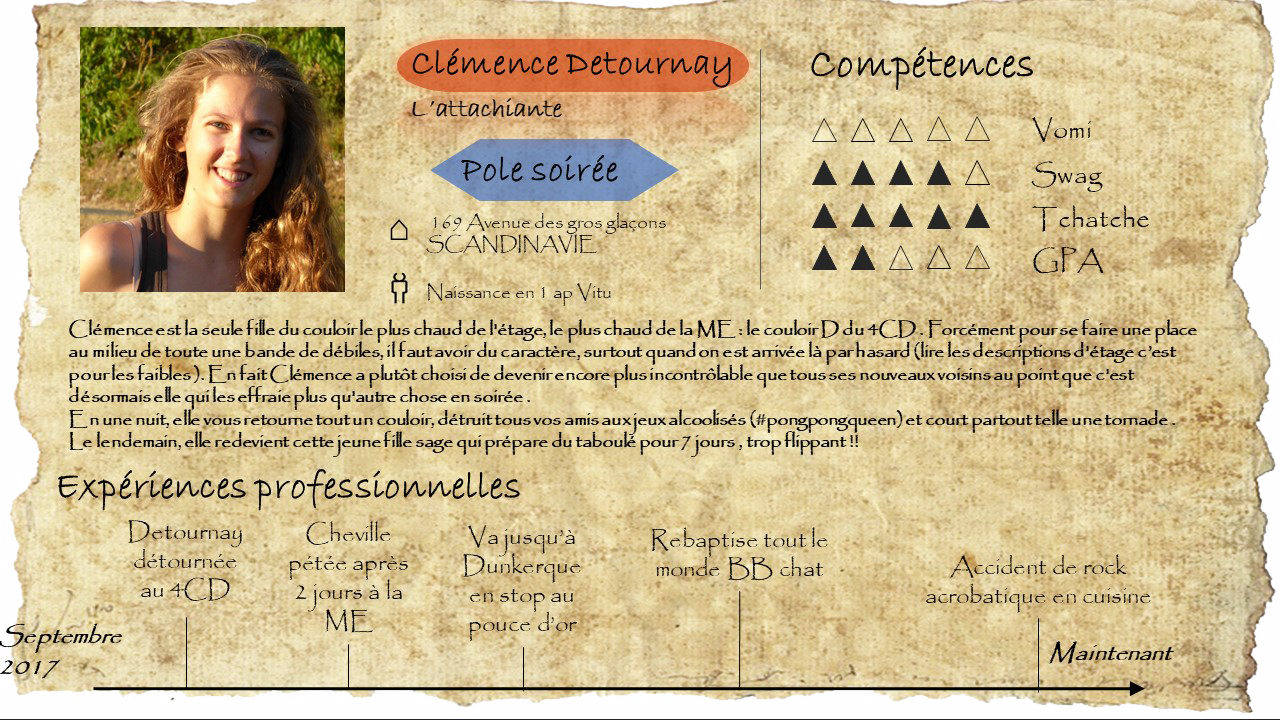 Clémence Detournay
L'attachiante
Pole soirée
169 Avenue des gros glaçons
SCANDINAVIE
Naissance en 1 ap Vitu
Compétences
Vomi
Swag
Tchatche
GPA
Clémence est la seule fille du couloir le plus chaud de l'étage, le plus chaud de la ME : le couloir D du 4CD . Forcément pour se faire une place
au milieu de toute une bande de débiles, il faut avoir du caractère, surtout quand on est arrivée là par hasard (lire les descriptions d'étage c'est
pour les faibles). En fait Clémence a plutôt choisi de devenir encore plus incontrôlable que tous ses nouveaux voisins au point que c'est
désormais elle qui les effraie plus qu'autre chose en soirée .
En une nuit, elle vous retourne tout un couloir, détruit tous vos amis aux jeux alcoolisés (#pongpongqueen) et court partout telle une tornade .
Le lendemain, elle redevient cette jeune fille sage qui prépare du taboulé pour 7 jours , trop flippant !!
Expériences professionnelles
Detournay
détournée
au 4CD
Cheville
pétée après
2 jours à la
ME
Va jusqu'à
Dunkerque
en stop au
pouce d'or
Rebaptise tout le
monde BB chat
Accident de rock
acrobatique en cuisine
Septembre
2017
Maintenant